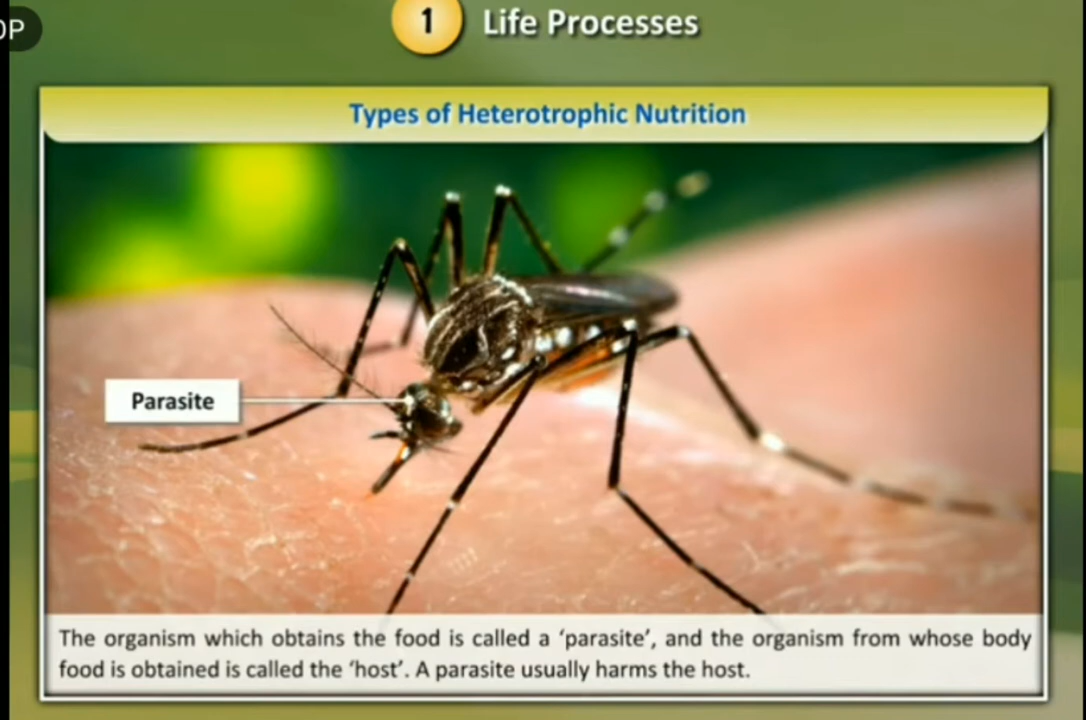 OP
1 Life Processes
Types of Heterotrophic Nutrition
Parasite
The organism which obtains the food is called a ‘parasite’, and the organism from whose body
food is obtained is called the ‘host’. A parasite usually harms the host.